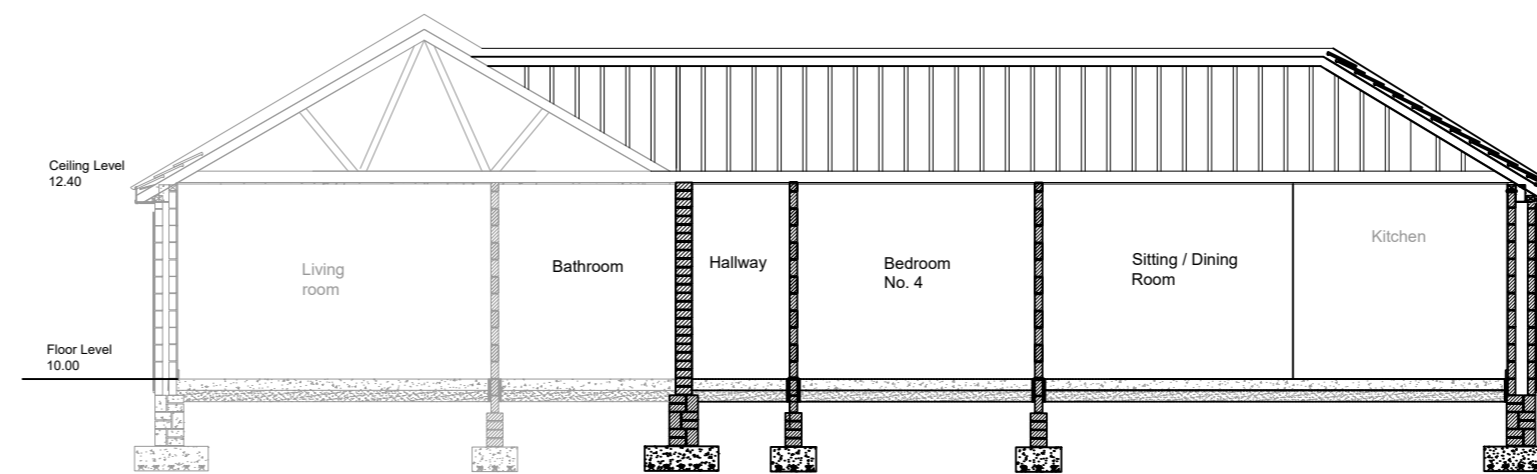 Ceiling Level
12.40
Living
room
Bathroom
Hallway
Bedroom
No. 4
Sitting / Dining
Room
Kitchen
Floor Level
10.00